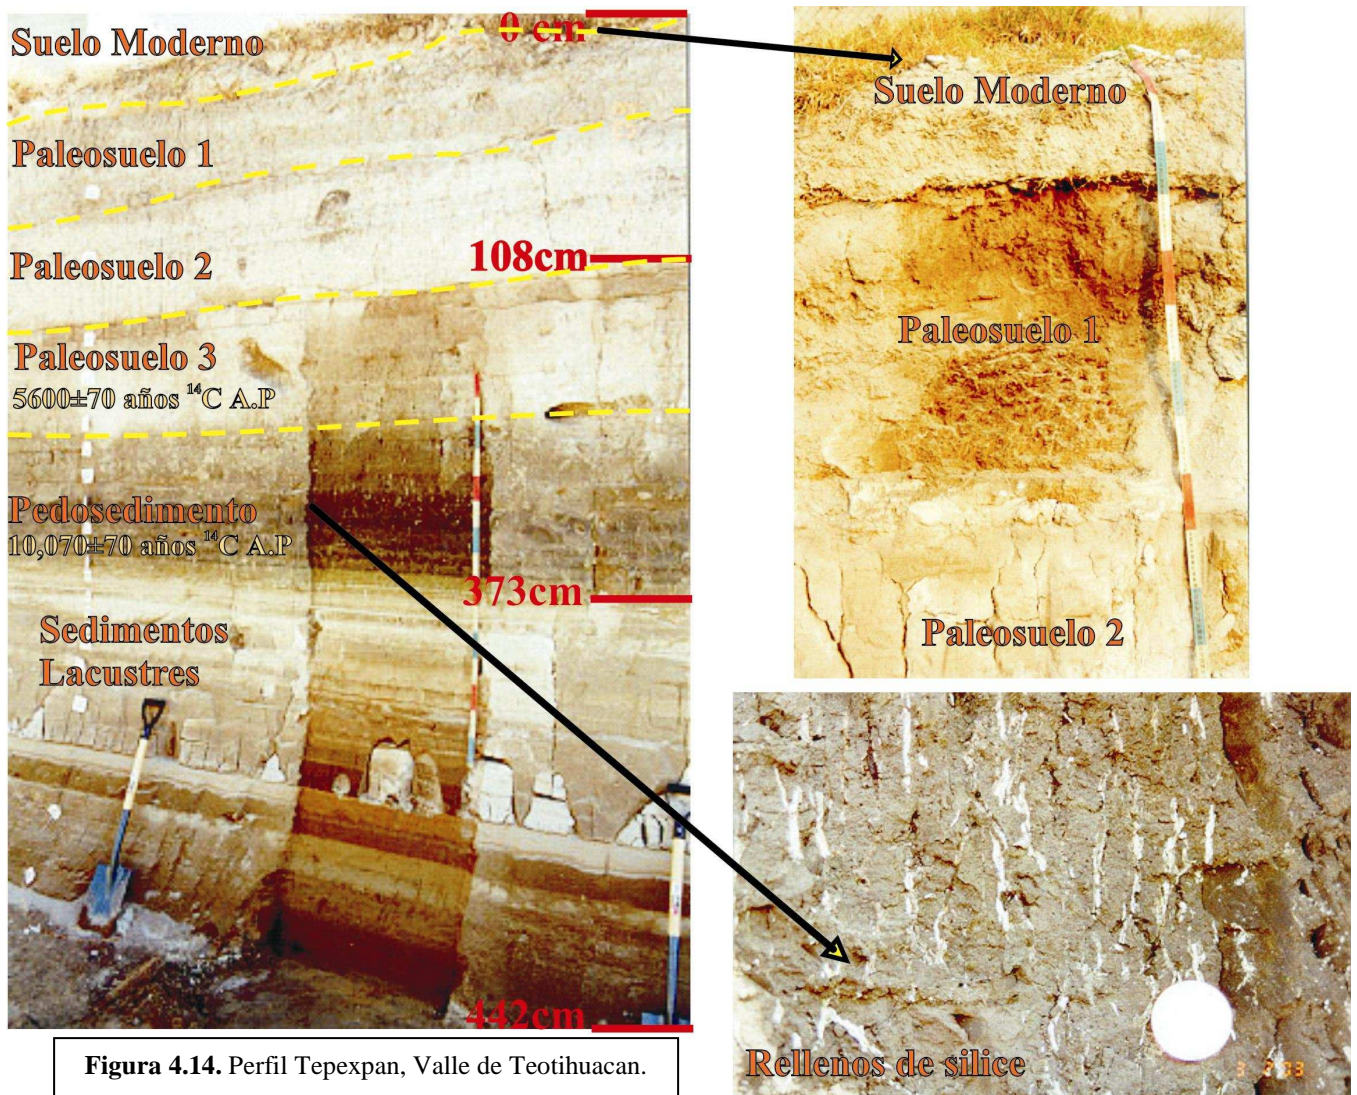 Suelo Moderno
0 cm
Paleosuelo 1
Paleosuelo 2
108cm
Paleosuelo 3
5600±70 años ¹⁴C A.P
Pedosedimento
10,070±70 años ¹⁴C A.P
373cm
Sedimentos
Lacustres
442cm
Figura 4.14. Perfil Tepexpan, Valle de Teotihuacan.
Suelo Moderno
Paleosuelo 1
Paleosuelo 2
Rellenos de silice